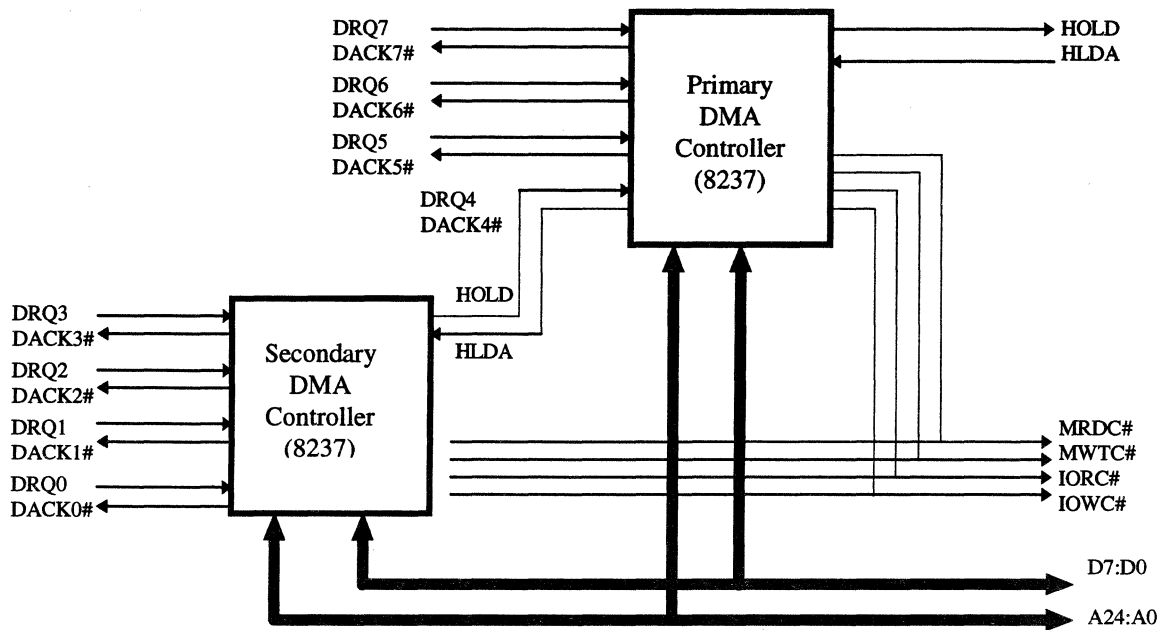 DRQ7
DACK7#
DRQ6
DACK6#
DRQ5
DACK5#
DRQ4
DACK4#
Primary
DMA
Controller
(8237)
HOLD
HLDA
HOLD
HLDA
DRQ3
DACK3#
DRQ2
DACK2#
DRQ1
DACK1#
DRQ0
DACK0#
Secondary
DMA
Controller
(8237)
MRDC#
MWTC#
IORC#
IOWC#
D7:D0
A24:A0